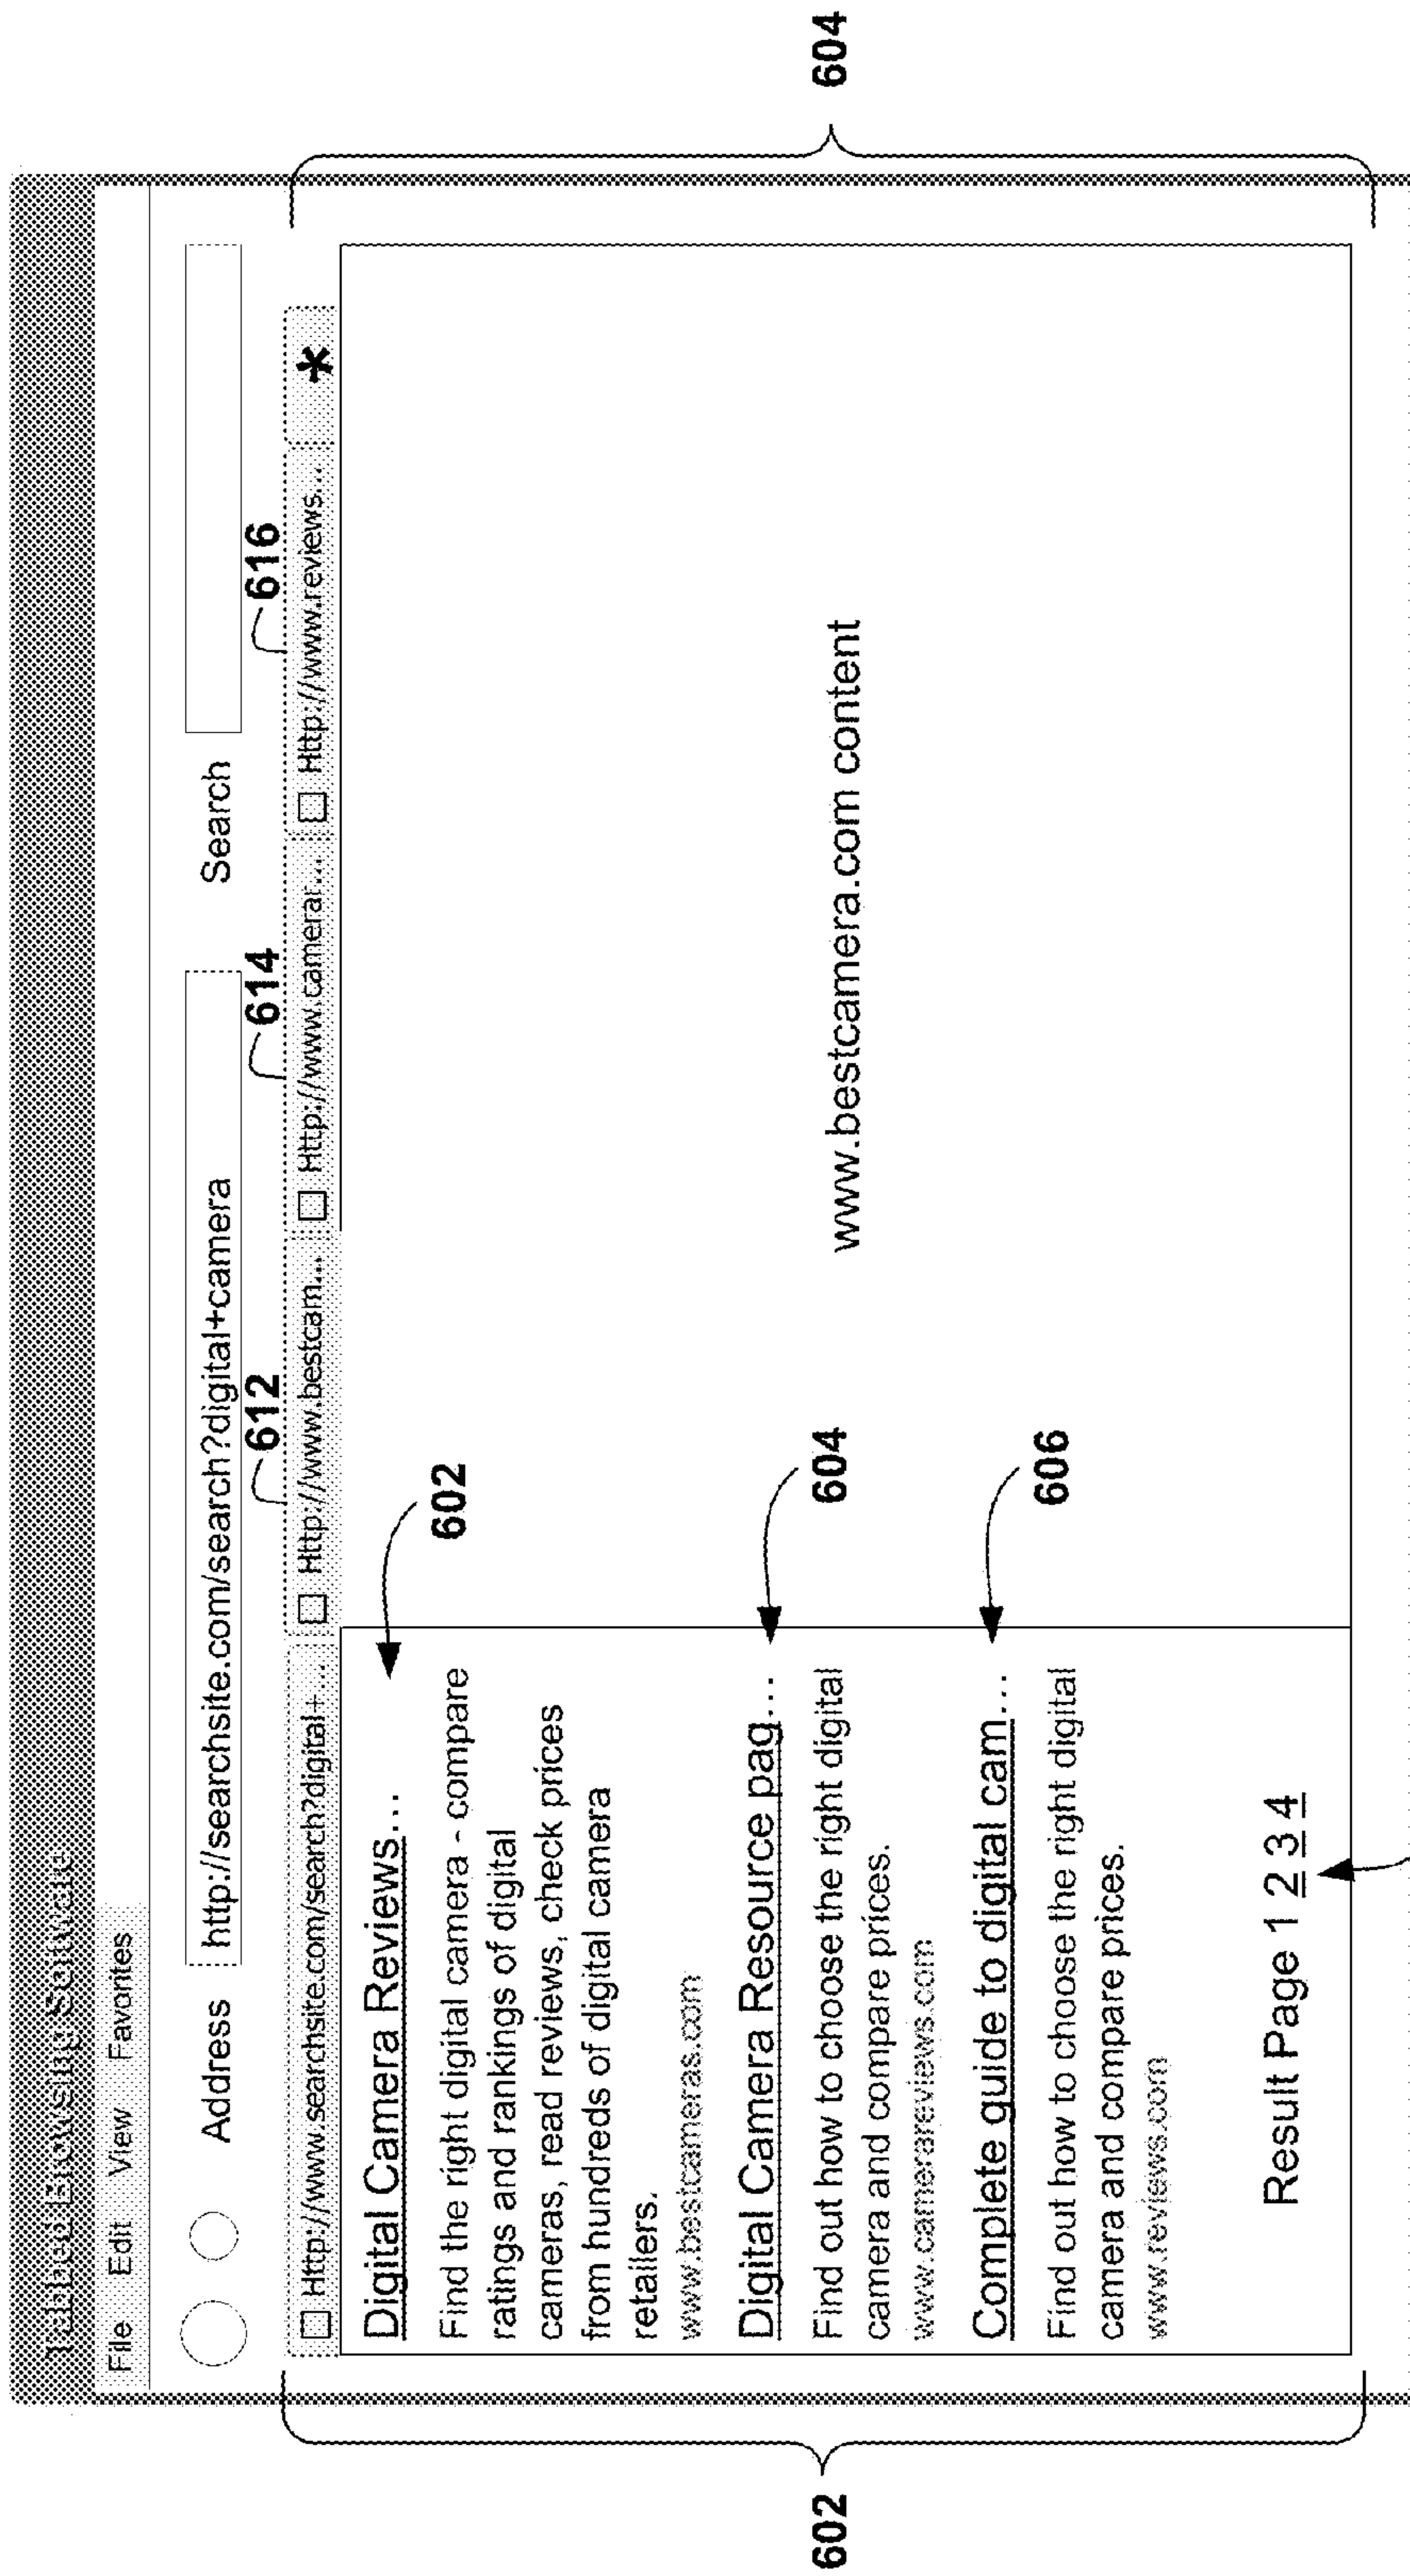 Tabbed Browsing Software
File Edit View Favorites
Address http://searchsite.com/search?digital+camera Search
612 614 616
Http://www.searchsite.com/search?digital+... Http://www.bestcam... Http://www.camerar... Http://www.reviews... *
Digital Camera Reviews...
602
Find the right digital camera - compare
ratings and rankings of digital
cameras, read reviews, check prices
from hundreds of digital camera
retailers.
www.bestcameras.com
Digital Camera Resource pag...
604
Find out how to choose the right digital
camera and compare prices.
www.camerareviews.com
Complete guide to digital cam...
606
Find out how to choose the right digital
camera and compare prices.
www.reviews.com
Result Page 1 2 3 4
www.bestcamera.com content
602
604